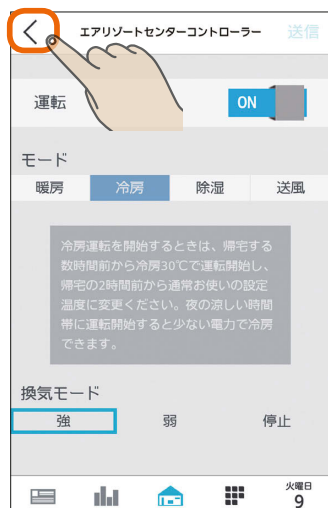 エアリゾートセンターコントローラー
送信
運転
ON
モード
暖房 冷房 除湿 送風
冷房運転を開始するときは、帰宅する
数時間前から冷房30℃で運転開始し、
帰宅の2時間前から通常お使いの設定
温度に変更ください。夜の涼しい時間
帯に運転開始すると少ない電力で冷房
できます。
換気モード
強 弱 停止
火曜日
9